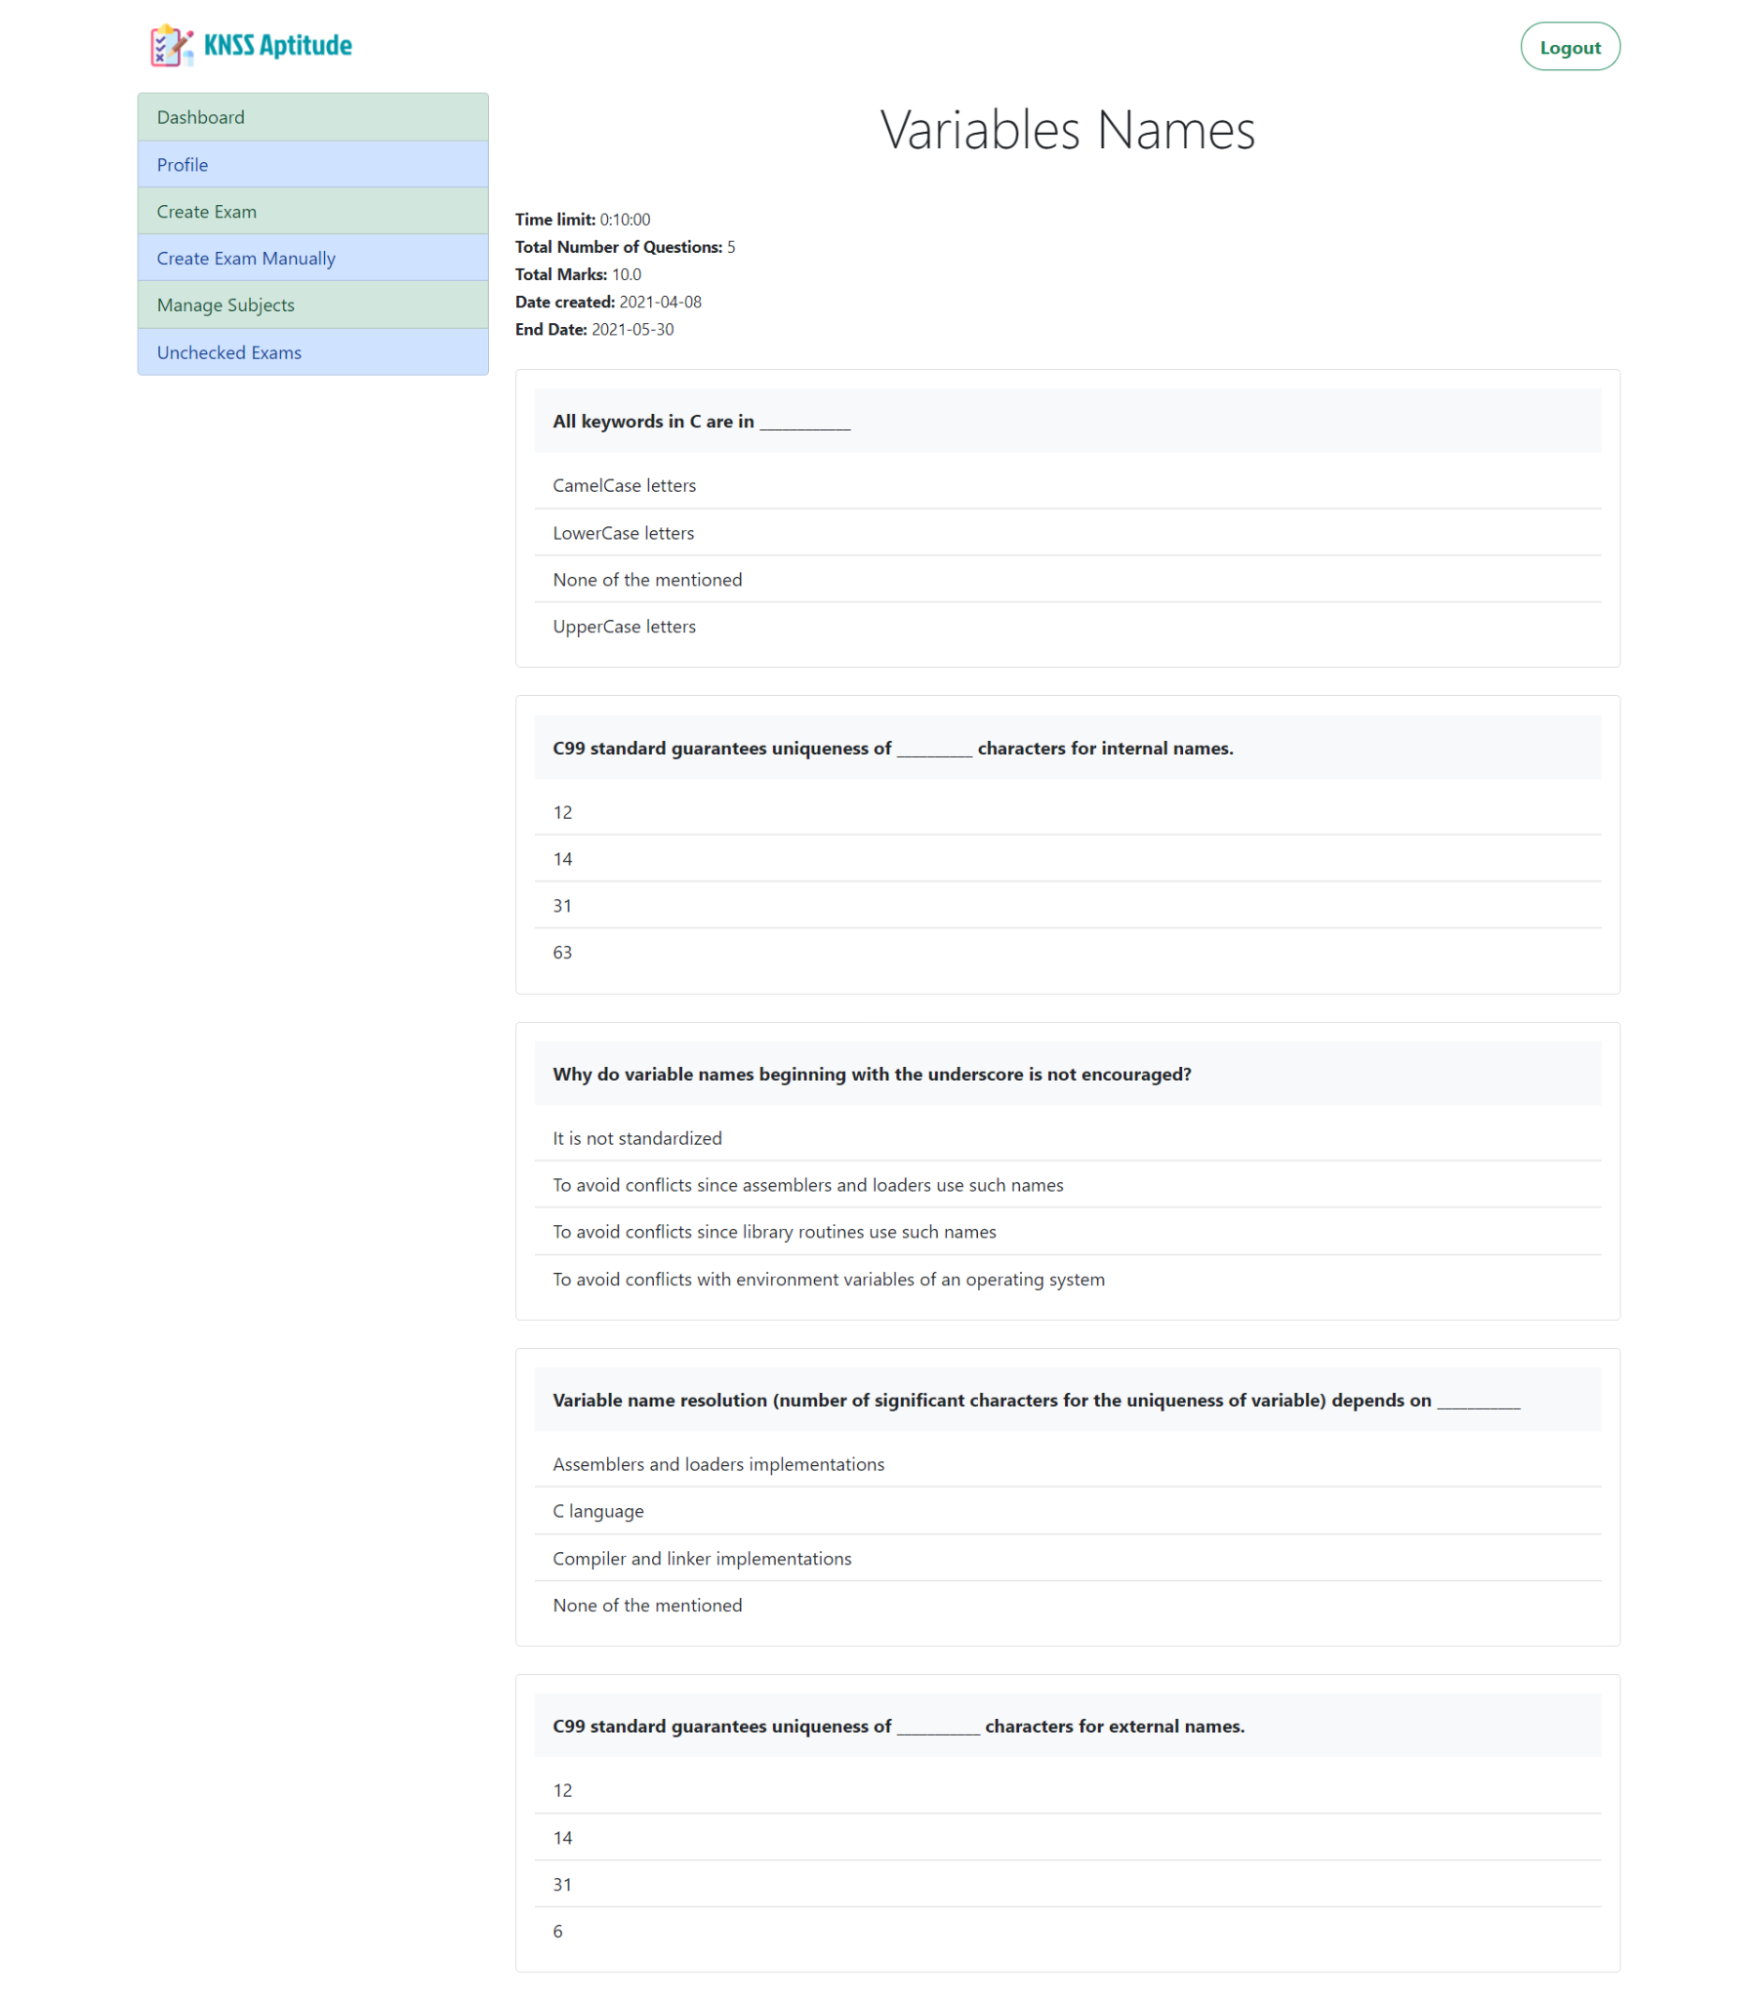 KNSS Aptitude
Logout
Dashboard
Profile
Create Exam
Create Exam Manually
Manage Subjects
Unchecked Exams
Variables Names
Time limit: 0:10:00
Total Number of Questions: 5
Total Marks: 10.0
Date created: 2021-04-08
End Date: 2021-05-30
All keywords in C are in ____________
CamelCase letters
LowerCase letters
None of the mentioned
UpperCase letters
C99 standard guarantees uniqueness of __________ characters for internal names.
12
14
31
63
Why do variable names beginning with the underscore is not encouraged?
It is not standardized
To avoid conflicts since assemblers and loaders use such names
To avoid conflicts since library routines use such names
To avoid conflicts with environment variables of an operating system
Variable name resolution (number of significant characters for the uniqueness of variable) depends on ___________
Assemblers and loaders implementations
C language
Compiler and linker implementations
None of the mentioned
C99 standard guarantees uniqueness of ___________ characters for external names.
12
14
31
6